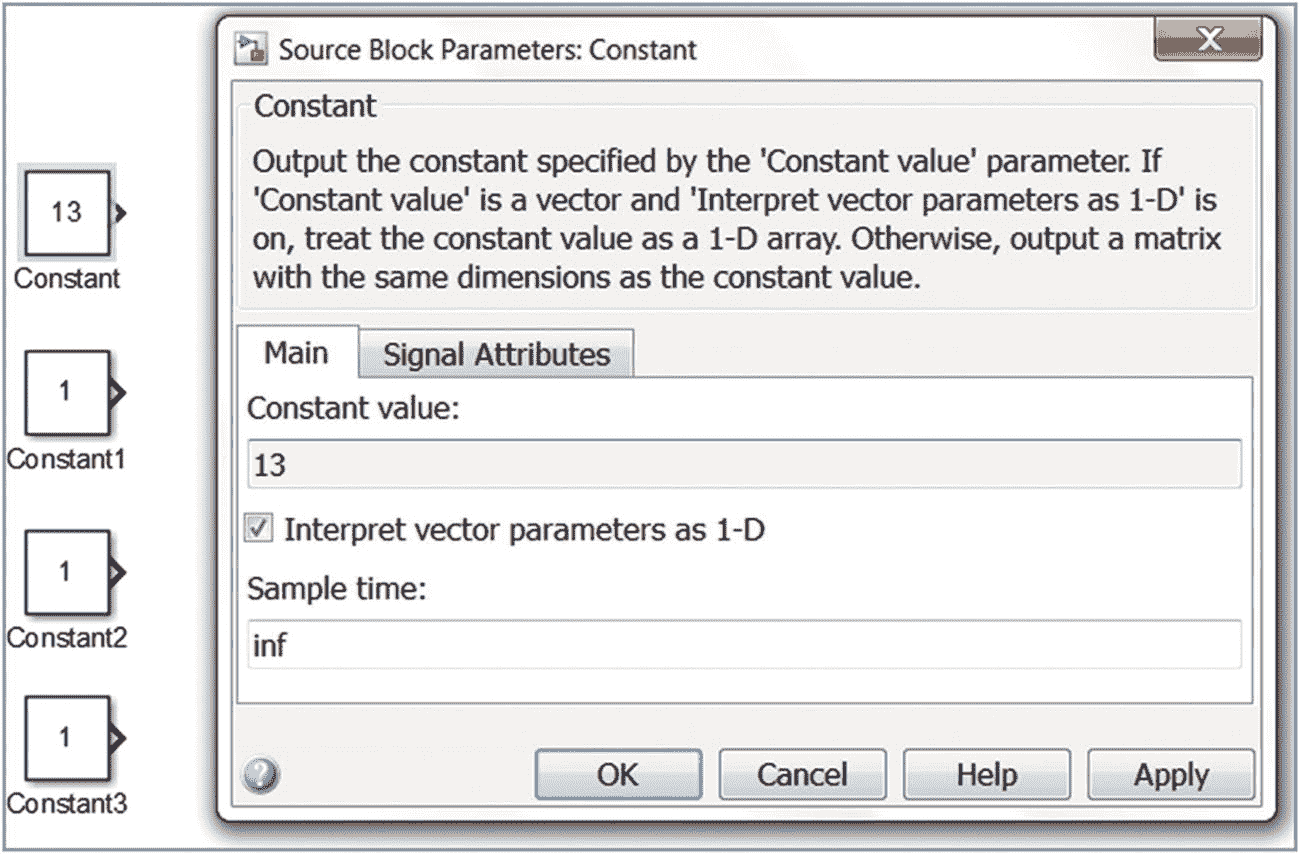 Source Block Parameters: Constant
X
Constant
Output the constant specified by the 'Constant value' parameter. If
'Constant value' is a vector and 'Interpret vector parameters as 1-D' is
on, treat the constant value as a 1-D array. Otherwise, output a matrix
with the same dimensions as the constant value.
Main
Signal Attributes
Constant value:
13
Interpret vector parameters as 1-D
Sample time:
inf
?
OK
Cancel
Help
Apply
13
Constant
1
Constant1
1
Constant2
1
Constant3